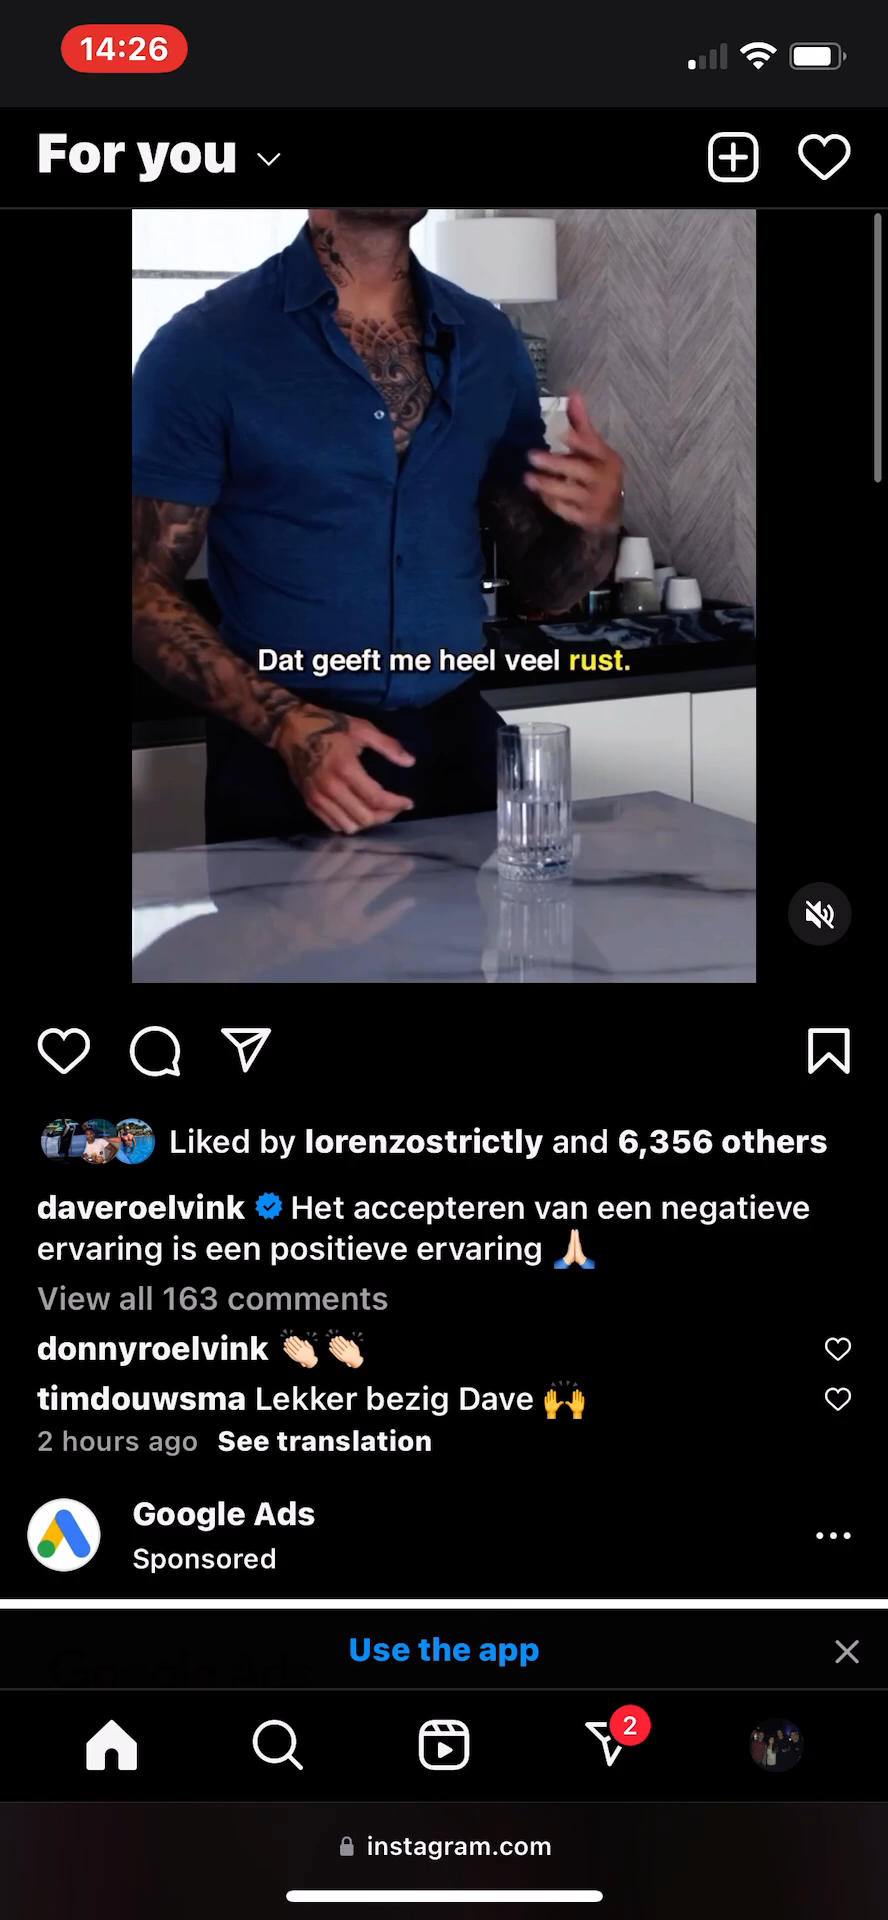 14:26
For you
Dat geeft me heel veel rust.
Liked by lorenzostrictly and 6,356 others
daveroelvink Het accepteren van een negatieve
ervaring is een positieve ervaring 🙏🏻
View all 163 comments
donnyroelvink 👏🏻👏🏻
timdouwsma Lekker bezig Dave 🙌
2 hours ago See translation
Google Ads
Sponsored
Use the app
2
instagram.com